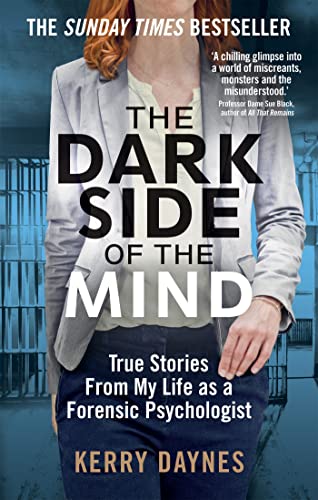 THE SUNDAY TIMES BESTSELLER
‘A chilling glimpse into
a world of miscreants,
monsters and the
misunderstood.’
Professor Dame Sue Black,
author of All That Remains
THE
DARK
SIDE
OF THE
MIND
True Stories
From My Life as a
Forensic Psychologist
KERRY DAYNES